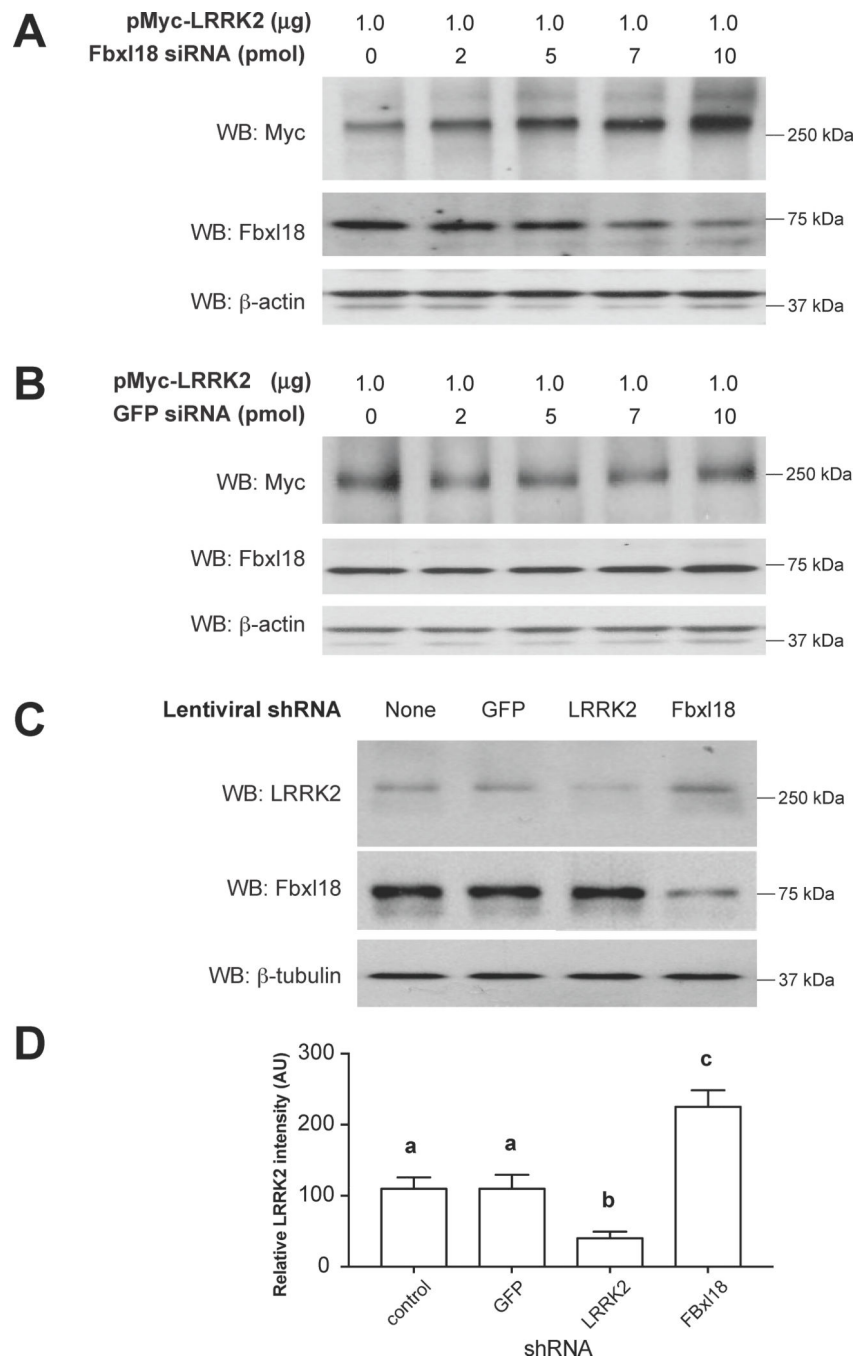 A
pMyc-LRRK2 (μg) 1.0 1.0 1.0 1.0 1.0
Fbxl18 siRNA (pmol) 0 2 5 7 10
WB: Myc
250 kDa
WB: Fbxl18
75 kDa
WB: β-actin
37 kDa
B
pMyc-LRRK2 (μg) 1.0 1.0 1.0 1.0 1.0
GFP siRNA (pmol) 0 2 5 7 10
WB: Myc
250 kDa
WB: Fbxl18
75 kDa
WB: β-actin
37 kDa
C
Lentiviral shRNA None GFP LRRK2 Fbxl18
WB: LRRK2
250 kDa
WB: Fbxl18
75 kDa
WB: β-tubulin
37 kDa
D
Relative LRRK2 intensity (AU)
300
200
100
0
a
a
b
c
control
GFP
LRRK2
FBxl18
shRNA